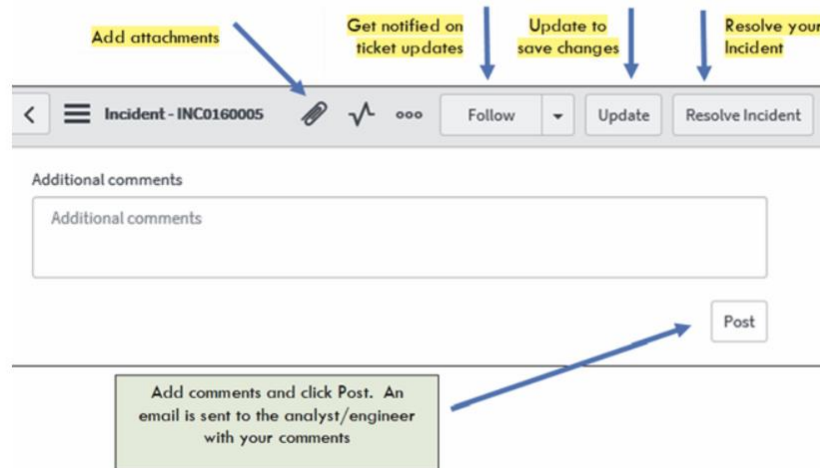 Add attachments
Get notified on
ticket updates
Update to
save changes
Resolve your
Incident
Incident - INC0160005
Follow
Update
Resolve Incident
Additional comments
Additional comments
Post
Add comments and click Post. An
email is sent to the analyst/engineer
with your comments